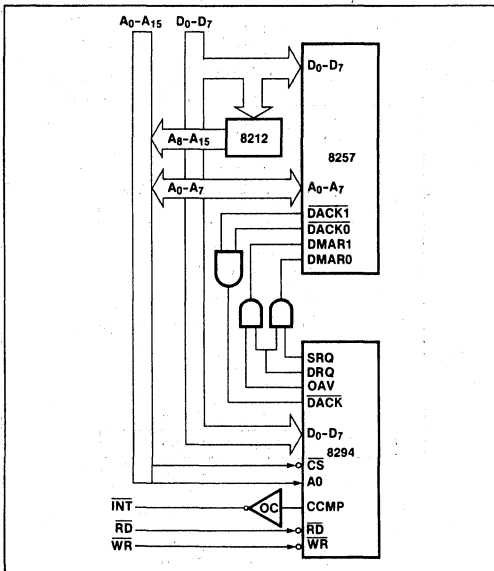 A0-A15 D0-D7
D0-D7
8212
A8-A15
8257
A0-A7
A0-A7
DACK1
DACK0
DMAR1
DMAR0
SRQ
DRQ
OAV
DACK
D0-D7
8294
CS
A0
INT
OC
CCMP
RD
RD
WR
WR